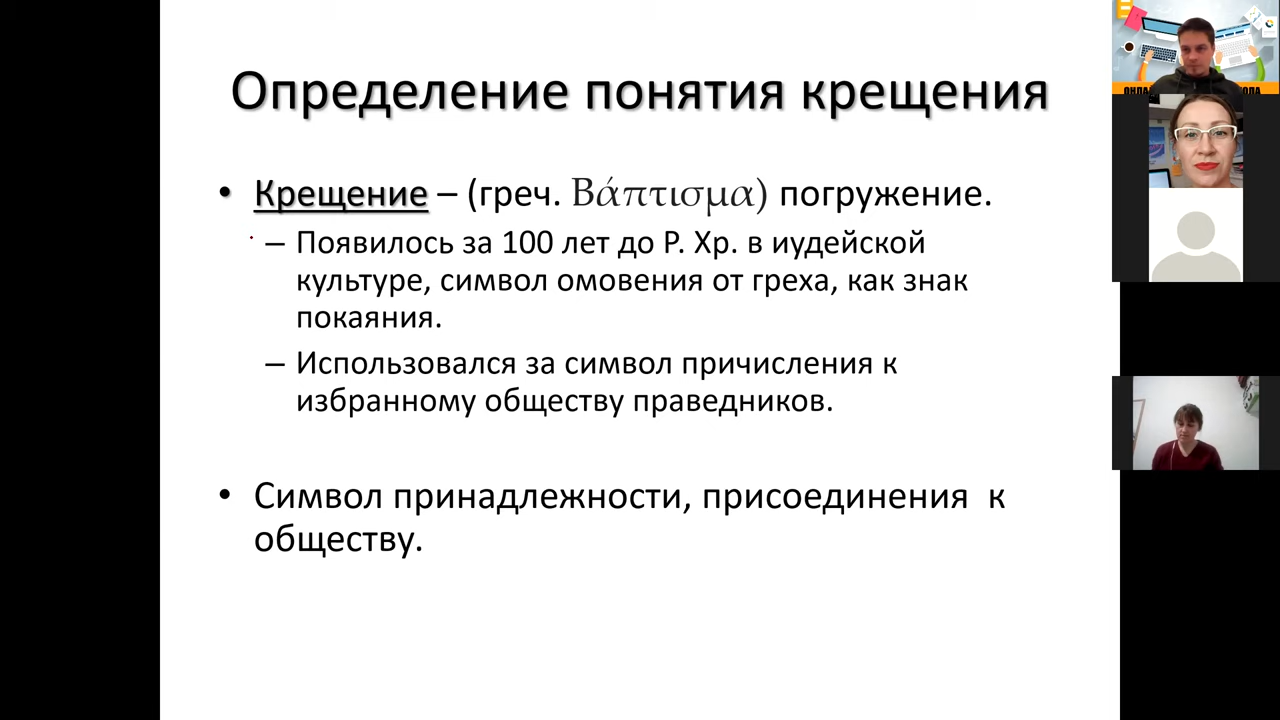 Определение понятия крещения
• Крещение – (греч. Βάπτισμα) погружение.
– Появилось за 100 лет до Р. Хр. в иудейской
культуре, символ омовения от греха, как знак
покаяния.
– Использовался за символ причисления к
избранному обществу праведников.
• Символ принадлежности, присоединения к
обществу.